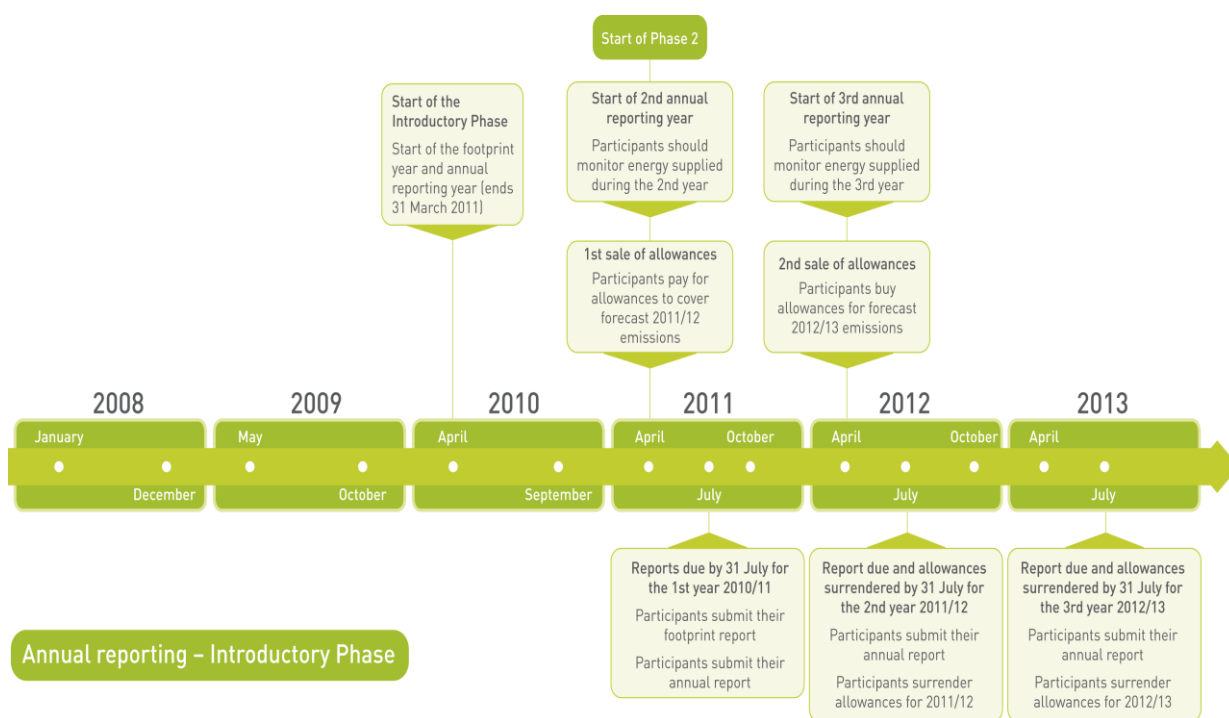 Start of Phase 2
Start of the
Introductory Phase
Start of the footprint
year and annual
reporting year (ends
31 March 2011)
Start of 2nd annual
reporting year
Participants should
monitor energy supplied
during the 2nd year
Start of 3rd annual
reporting year
Participants should
monitor energy supplied
during the 3rd year
1st sale of allowances
Participants pay for
allowances to cover
forecast 2011/12
emissions
2nd sale of allowances
Participants buy
allowances for forecast
2012/13 emissions
2008
2009
2010
2011
2012
2013
January
May
April
April
October
April
October
April
December
October
September
July
July
July
Reports due by 31 July for
the 1st year 2010/11
Participants submit their
footprint report
Participants submit their
annual report
Report due and allowances
surrendered by 31 July for
the 2nd year 2011/12
Participants submit their
annual report
Participants surrender
allowances for 2011/12
Report due and allowances
surrendered by 31 July for
the 3rd year 2012/13
Participants submit their
annual report
Participants surrender
allowances for 2012/13
Annual reporting – Introductory Phase